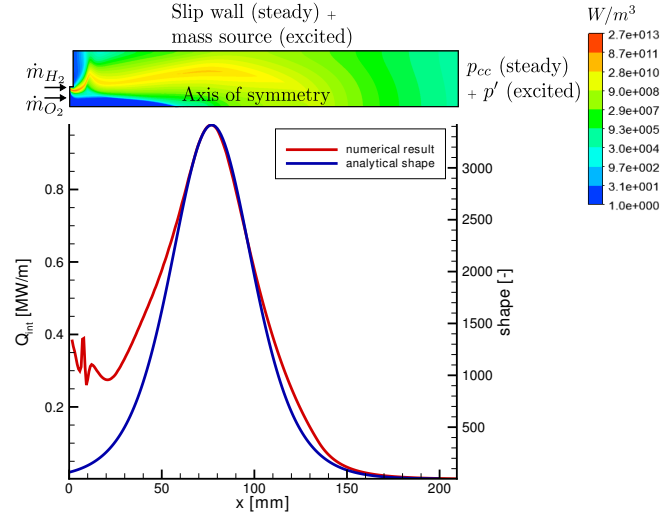 Slip wall (steady) +
mass source (excited)
W/m³
2.7e+013
8.7e+011
2.8e+010
9.0e+008
2.9e+007
9.3e+005
3.0e+004
9.7e+002
3.1e+001
1.0e+000
ṁ_H₂
ṁ_O₂
Axis of symmetry
p_cc (steady)
+ p′ (excited)
numerical result
analytical shape
Q_int [MW/m]
0.8
0.6
0.4
0.2
3000
2500
2000
1500
1000
500
shape [-]
0 50 100 150 200
x [mm]